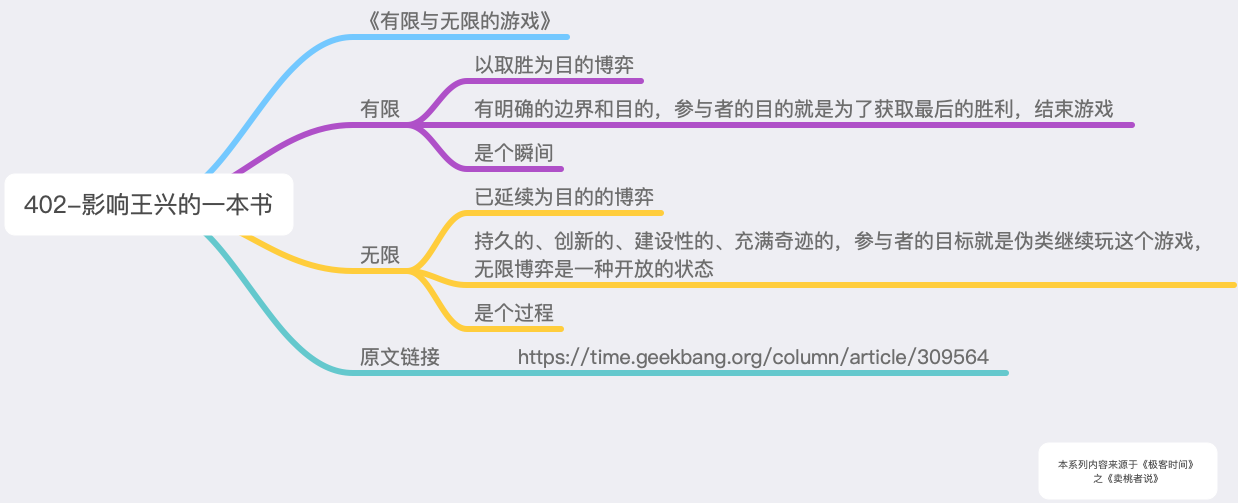 《有限与无限的游戏》
以取胜为目的博弈
有限
有明确的边界和目的，参与者的目的就是为了获取最后的胜利，结束游戏
是个瞬间
402-影响王兴的一本书
已延续为目的的博弈
无限
持久的、创新的、建设性的、充满奇迹的，参与者的目标就是伪类继续玩这个游戏，
无限博弈是一种开放的状态
是个过程
原文链接 https://time.geekbang.org/column/article/309564
本系列内容来源于《极客时间》
之《卖桃者说》